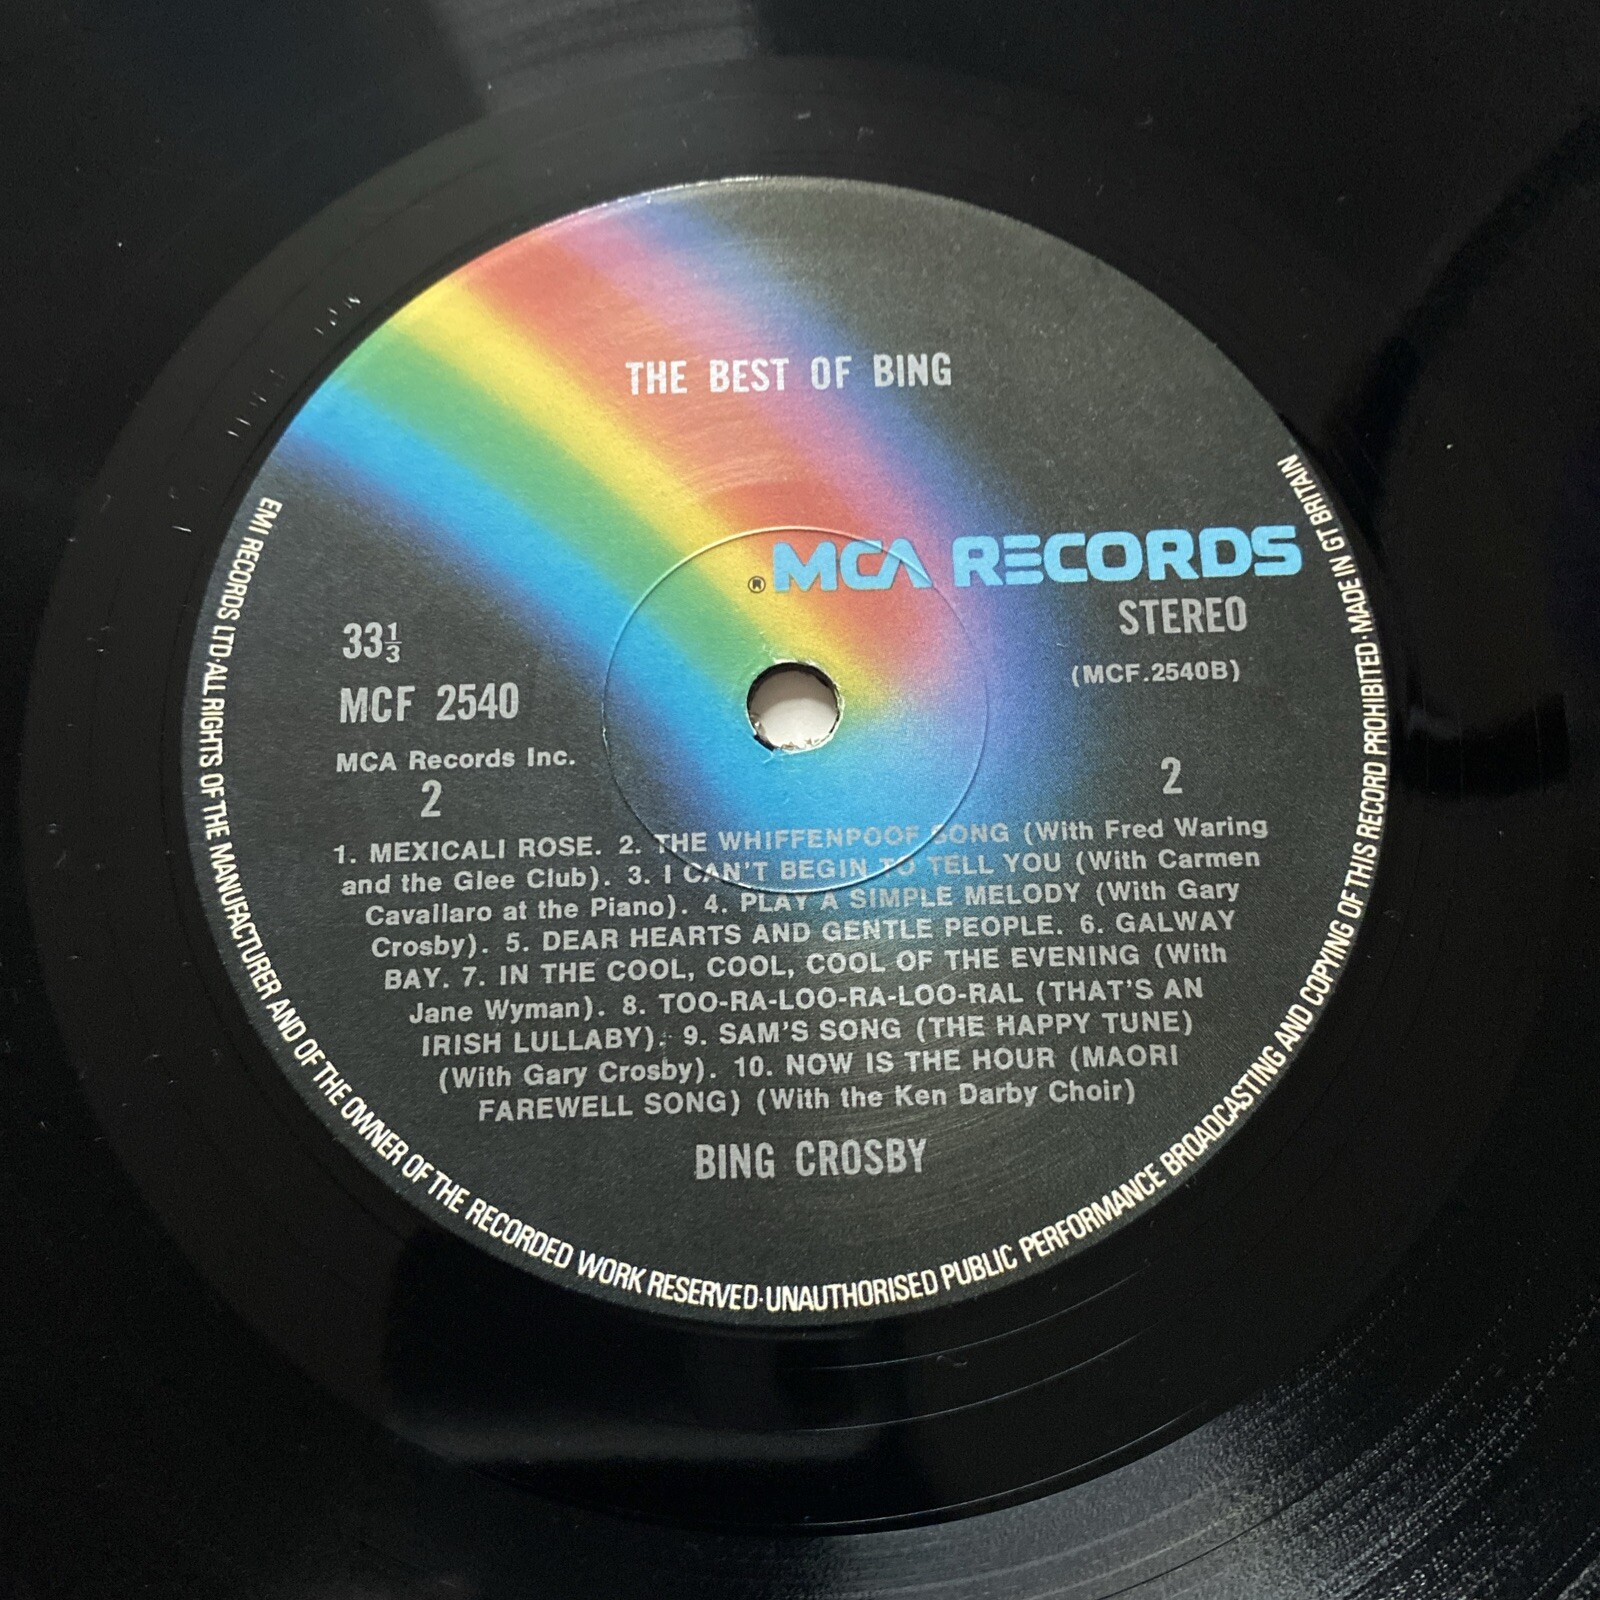 THE BEST OF BING
® MCA RECORDS
STEREO
33⅓
(MCF.2540B)
MCF 2540
MCA Records Inc.
2
2
1. MEXICALI ROSE. 2. THE WHIFFENPOOF SONG (With Fred Waring
and the Glee Club). 3. I CAN'T BEGIN TO TELL YOU (With Carmen
Cavallaro at the Piano). 4. PLAY A SIMPLE MELODY (With Gary
Crosby). 5. DEAR HEARTS AND GENTLE PEOPLE. 6. GALWAY
BAY. 7. IN THE COOL, COOL, COOL OF THE EVENING (With
Jane Wyman). 8. TOO-RA-LOO-RA-LOO-RAL (THAT'S AN
IRISH LULLABY). 9. SAM'S SONG (THE HAPPY TUNE)
(With Gary Crosby). 10. NOW IS THE HOUR (MAORI
FAREWELL SONG) (With the Ken Darby Choir)
BING CROSBY
EMI RECORDS LTD·ALL RIGHTS OF THE MANUFACTURER AND OF THE OWNER OF THE RECORDED WORK RESERVED·UNAUTHORISED PUBLIC PERFORMANCE BROADCASTING AND COPYING OF THIS RECORD PROHIBITED·MADE IN GT BRITAIN